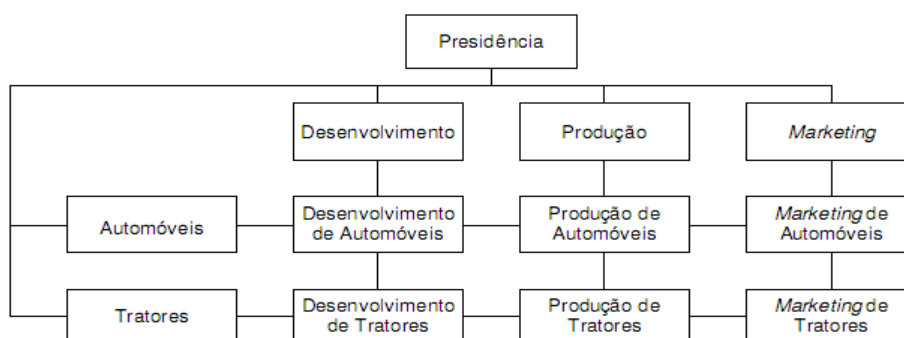 Presidência
Desenvolvimento
Produção
Marketing
Automóveis
Desenvolvimento
de Automóveis
Produção de
Automóveis
Marketing de
Automóveis
Tratores
Desenvolvimento
de Tratores
Produção de
Tratores
Marketing de
Tratores